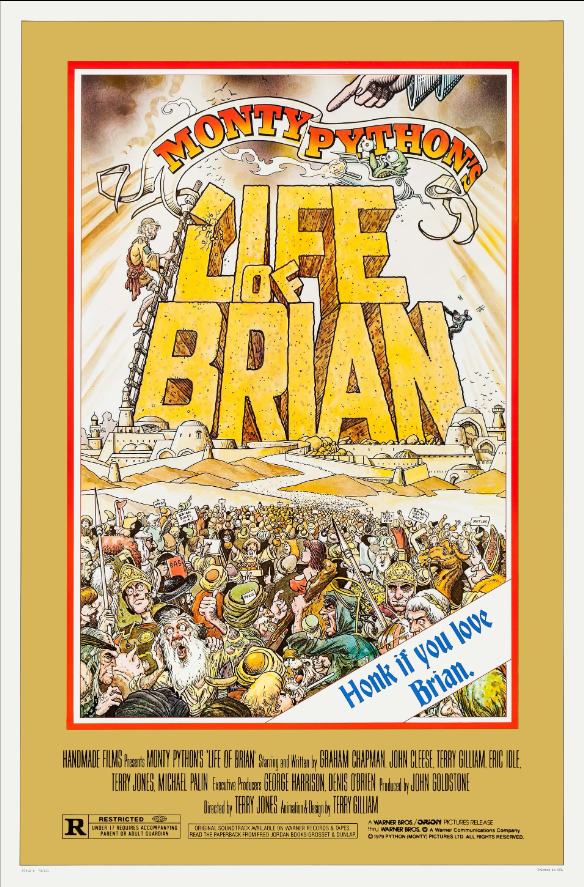 MONTY PYTHON'S
LIFE
OF
BRIAN
Honk if you love
Brian.
HANDMADE FILMS Presents MONTY PYTHON'S 'LIFE OF BRIAN' Starring and Written by GRAHAM CHAPMAN, JOHN CLEESE, TERRY GILLIAM, ERIC IDLE,
TERRY JONES, MICHAEL PALIN Executive Producers GEORGE HARRISON, DENIS O'BRIEN Produced by JOHN GOLDSTONE
Directed by TERRY JONES Animation & Design by TERRY GILLIAM
R RESTRICTED
UNDER 17 REQUIRES ACCOMPANYING
PARENT OR ADULT GUARDIAN
ORIGINAL SOUNDTRACK AVAILABLE ON WARNER RECORDS & TAPES.
READ THE PAPERBACK FROM FRED JORDAN BOOKS/GROSSET & DUNLAP.
A WARNER BROS./ORION PICTURES RELEASE
thru WARNER BROS. A Warner Communications Company
©1979 PYTHON (MONTY) PICTURES LTD. ALL RIGHTS RESERVED.